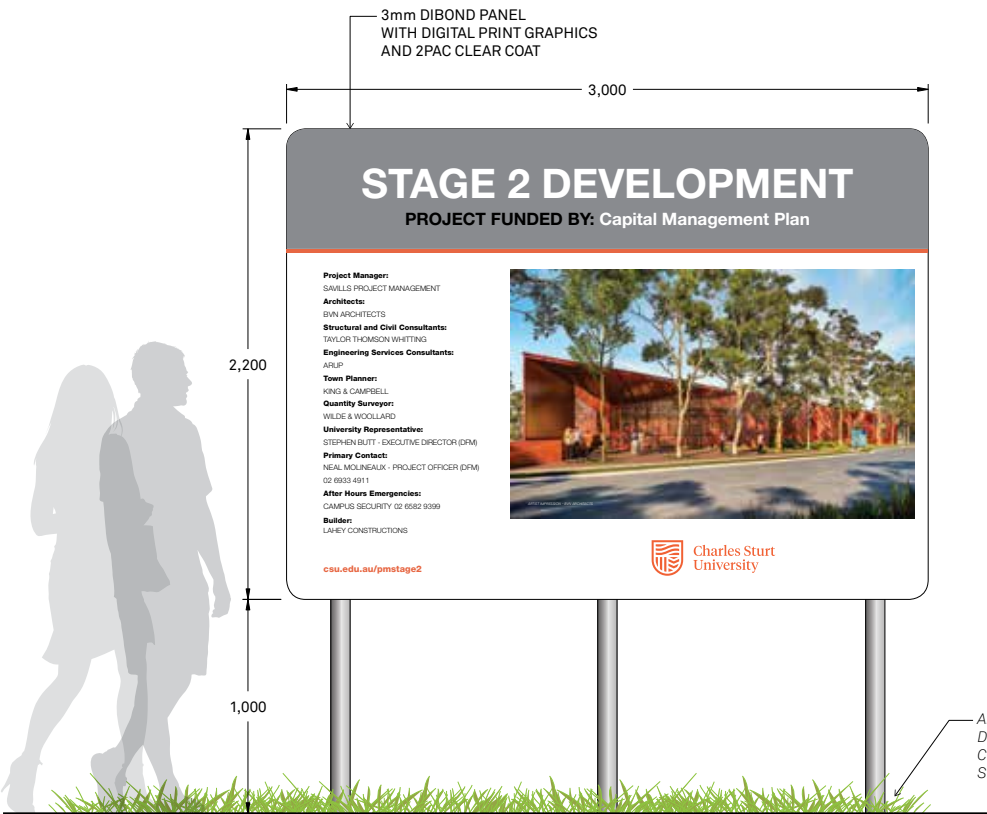 3mm DIBOND PANEL
WITH DIGITAL PRINT GRAPHICS
AND 2PAC CLEAR COAT
3,000
STAGE 2 DEVELOPMENT
PROJECT FUNDED BY: Capital Management Plan
Project Manager:
SAVILLS PROJECT MANAGEMENT
Architects:
BVN ARCHITECTS
Structural and Civil Consultants:
TAYLOR THOMSON WHITTING
Engineering Services Consultants:
ARUP
Town Planner:
KING & CAMPBELL
Quantity Surveyor:
WILDE & WOOLLARD
University Representative:
STEPHEN BUTT - EXECUTIVE DIRECTOR (DFM)
Primary Contact:
NEAL MOLINEAUX - PROJECT OFFICER (DFM)
02 6933 4911
After Hours Emergencies:
CAMPUS SECURITY 02 6582 9399
Builder:
LAHEY CONSTRUCTIONS
csu.edu.au/pmstage2
Charles Sturt
University
2,200
1,000
A
D
C
S